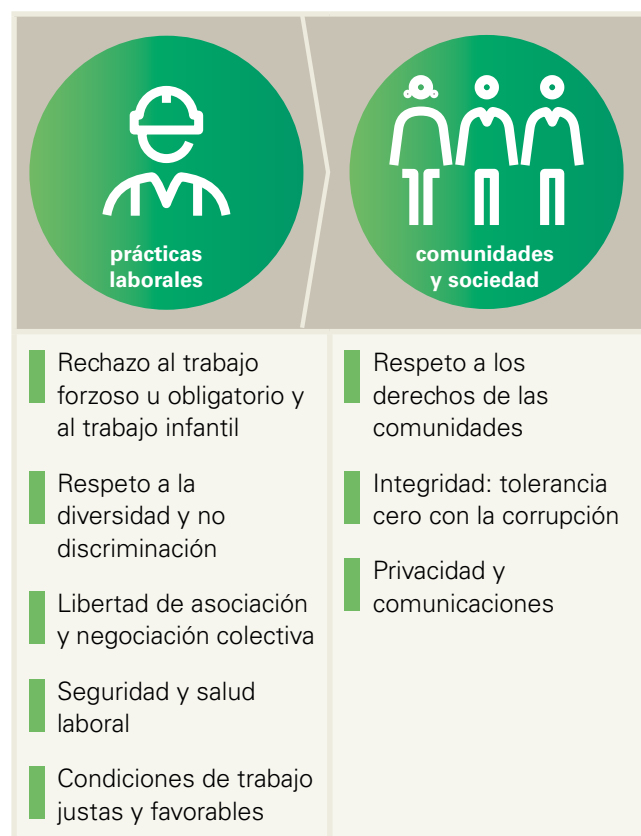 prácticas
laborales
comunidades
y sociedad
Rechazo al trabajo
forzoso u obligatorio y
al trabajo infantil
Respeto a la
diversidad y no
discriminación
Libertad de asociación
y negociación colectiva
Seguridad y salud
laboral
Condiciones de trabajo
justas y favorables
Respeto a los
derechos de las
comunidades
Integridad: tolerancia
cero con la corrupción
Privacidad y
comunicaciones